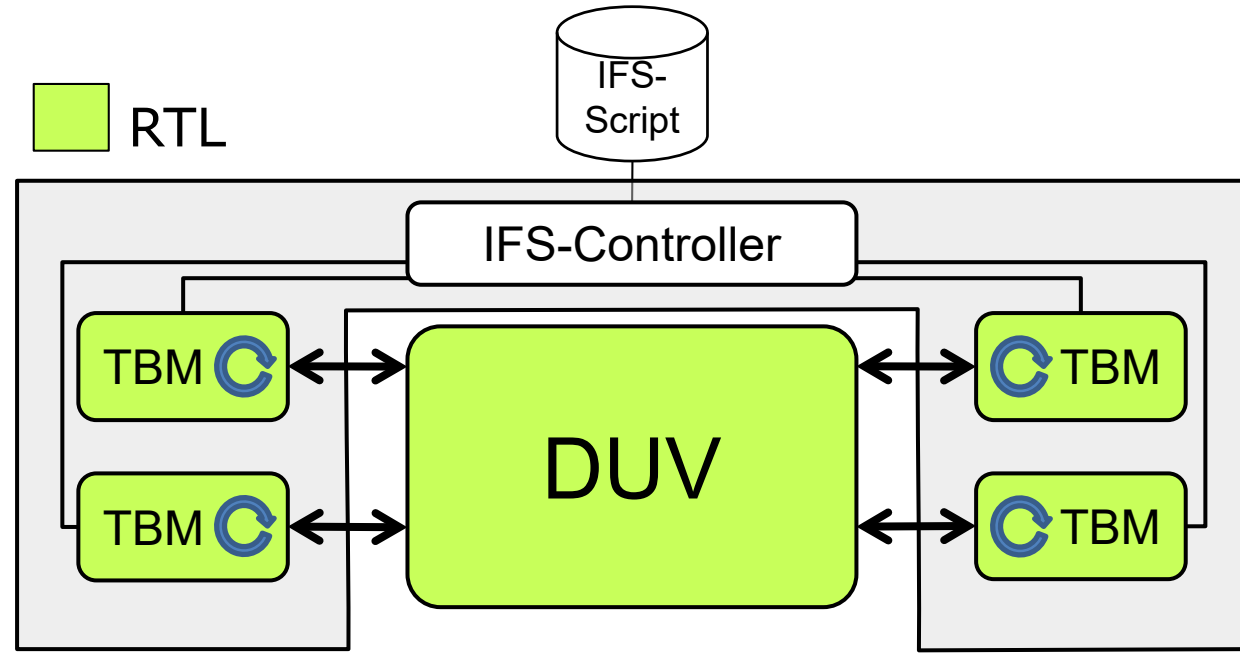 IFS-
Script
RTL
IFS-Controller
TBM
TBM
DUV
TBM
TBM